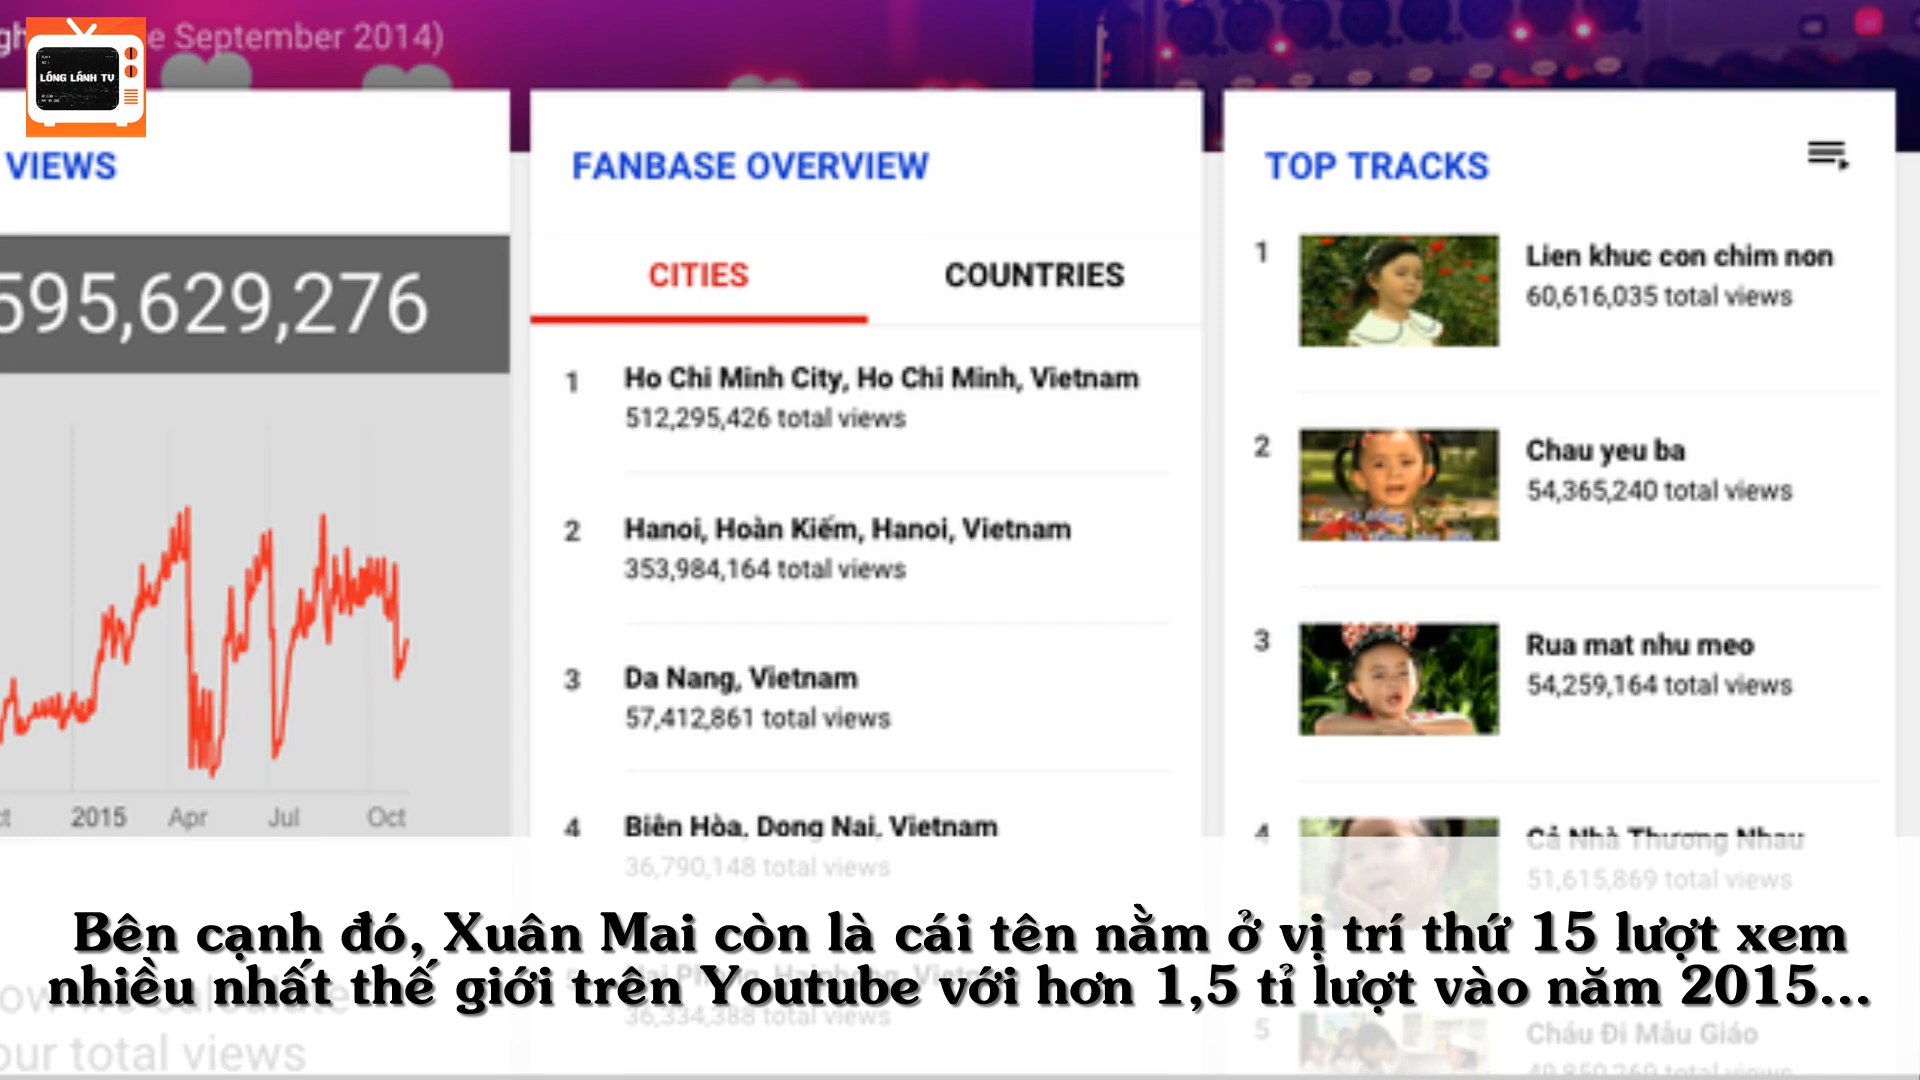 September 2014)
LÓNG LÁNH TV
VIEWS
595,629,276
2015 Apr Jul Oct
our total views
FANBASE OVERVIEW
CITIES COUNTRIES
1 Ho Chi Minh City, Ho Chi Minh, Vietnam
512,295,426 total views
2 Hanoi, Hoàn Kiếm, Hanoi, Vietnam
353,984,164 total views
3 Da Nang, Vietnam
57,412,861 total views
4 Biên Hòa, Dong Nai, Vietnam
36,790,148 total views
36,334,388 total views
TOP TRACKS
1 Lien khuc con chim non
60,616,035 total views
2 Chau yeu ba
54,365,240 total views
3 Rua mat nhu meo
54,259,164 total views
4 Cả Nhà Thương Nhau
51,615,869 total views
5 Cháu Đi Mẫu Giáo
49,850,269 total views
Bên cạnh đó, Xuân Mai còn là cái tên nằm ở vị trí thứ 15 lượt xem
nhiều nhất thế giới trên Youtube với hơn 1,5 tỉ lượt vào năm 2015...